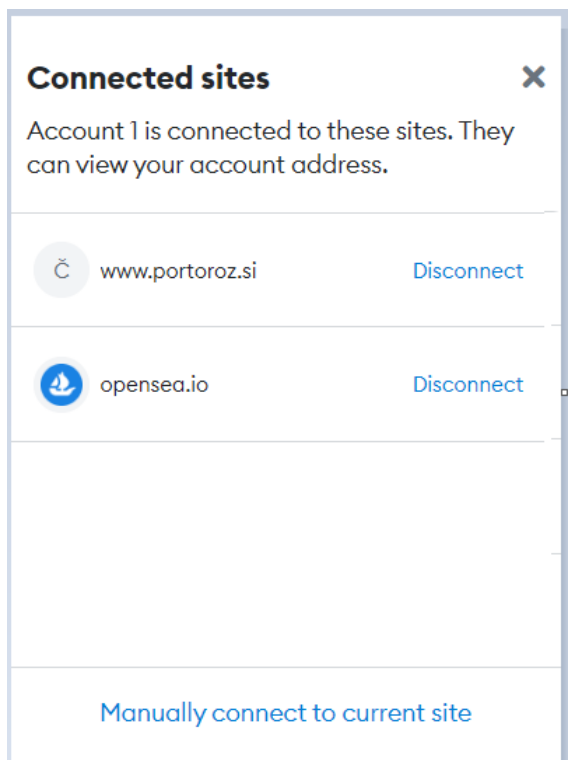 Connected sites
Account 1 is connected to these sites. They
can view your account address.
Č www.portoroz.si Disconnect
opensea.io Disconnect
Manually connect to current site